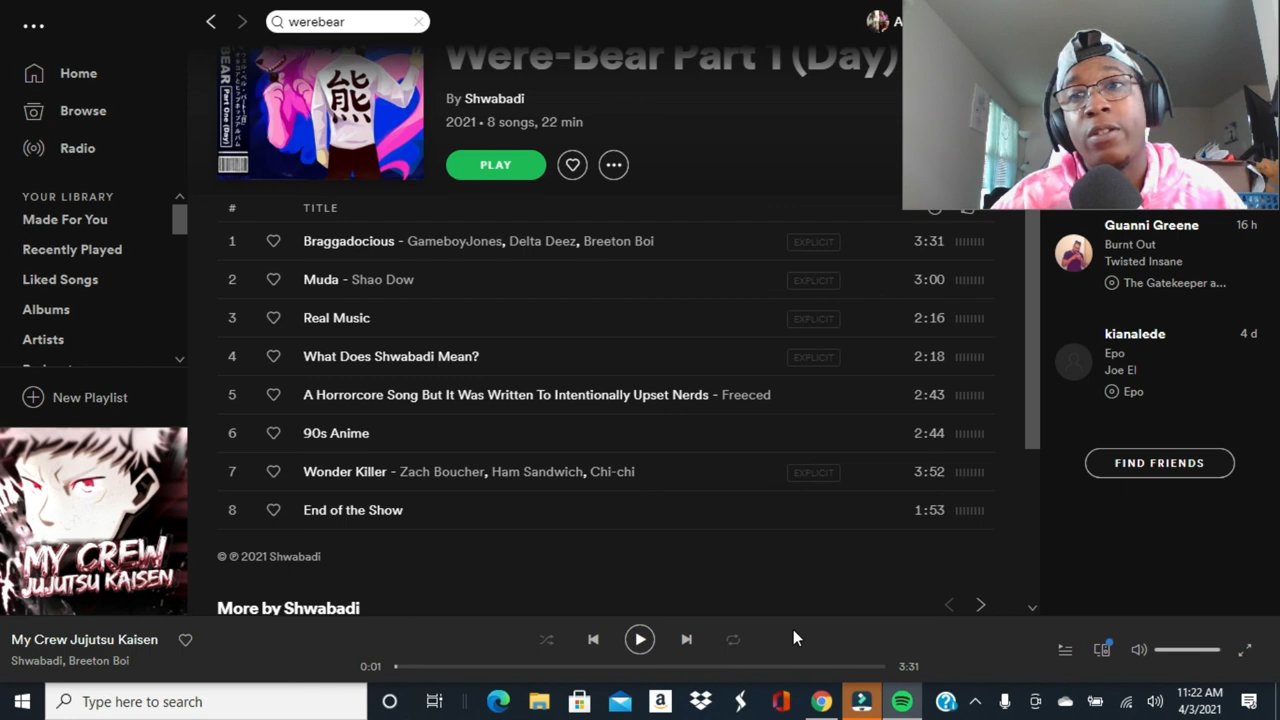 werebear
A
Home
Browse
Radio
YOUR LIBRARY
Made For You
Recently Played
Liked Songs
Albums
Artists
New Playlist
MY CREW
JUJUTSU KAISEN
BEAR
Part One (Day)
熊
Were-Bear Part 1 (Day)
By Shwabadi
2021 • 8 songs, 22 min
PLAY
# TITLE
1 Braggadocious - GameboyJones, Delta Deez, Breeton Boi EXPLICIT 3:31
2 Muda - Shao Dow EXPLICIT 3:00
3 Real Music EXPLICIT 2:16
4 What Does Shwabadi Mean? EXPLICIT 2:18
5 A Horrorcore Song But It Was Written To Intentionally Upset Nerds - Freeced 2:43
6 90s Anime 2:44
7 Wonder Killer - Zach Boucher, Ham Sandwich, Chi-chi EXPLICIT 3:52
8 End of the Show 1:53
© ℗ 2021 Shwabadi
More by Shwabadi
Guanni Greene 16 h
Burnt Out
Twisted Insane
The Gatekeeper a...
kianalede 4 d
Epo
Joe El
Epo
FIND FRIENDS
My Crew Jujutsu Kaisen
Shwabadi, Breeton Boi
0:01
3:31
Type here to search
11:22 AM
4/3/2021